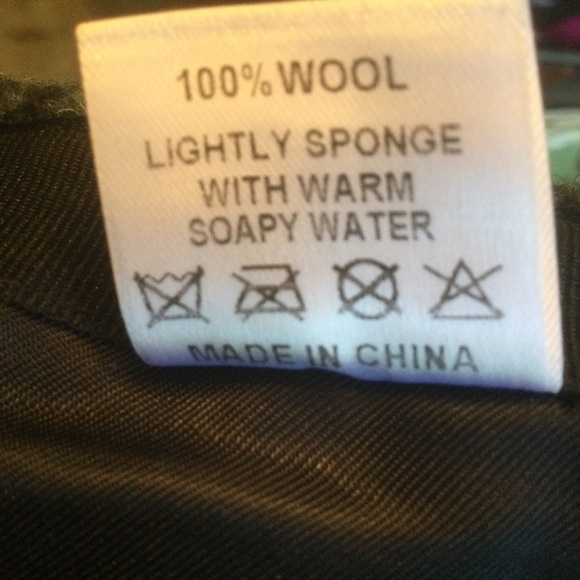 100% WOOL
LIGHTLY SPONGE
WITH WARM
SOAPY WATER
MADE IN CHINA